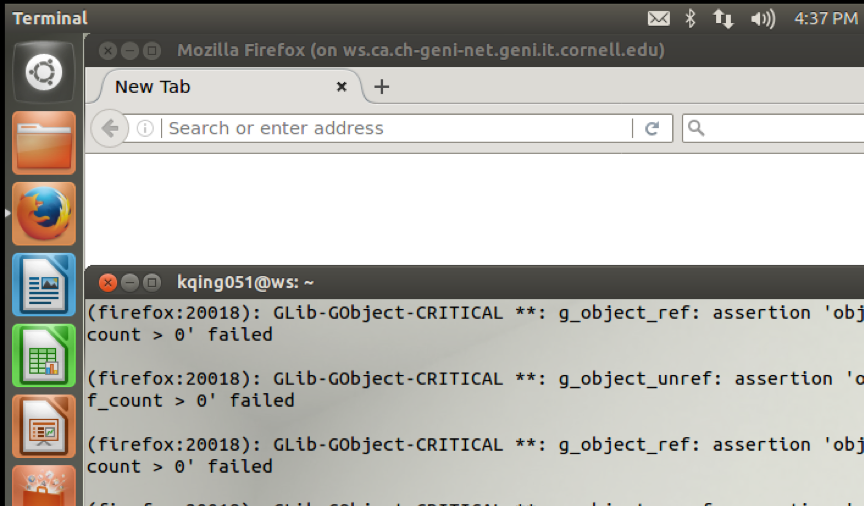 Terminal
4:37 PM
Mozilla Firefox (on ws.ca.ch-geni-net.geni.it.cornell.edu)
New Tab
Search or enter address
kqing051@ws: ~
(firefox:20018): GLib-GObject-CRITICAL **: g_object_ref: assertion 'obj
count > 0' failed
(firefox:20018): GLib-GObject-CRITICAL **: g_object_unref: assertion 'o
f_count > 0' failed
(firefox:20018): GLib-GObject-CRITICAL **: g_object_ref: assertion 'obj
count > 0' failed